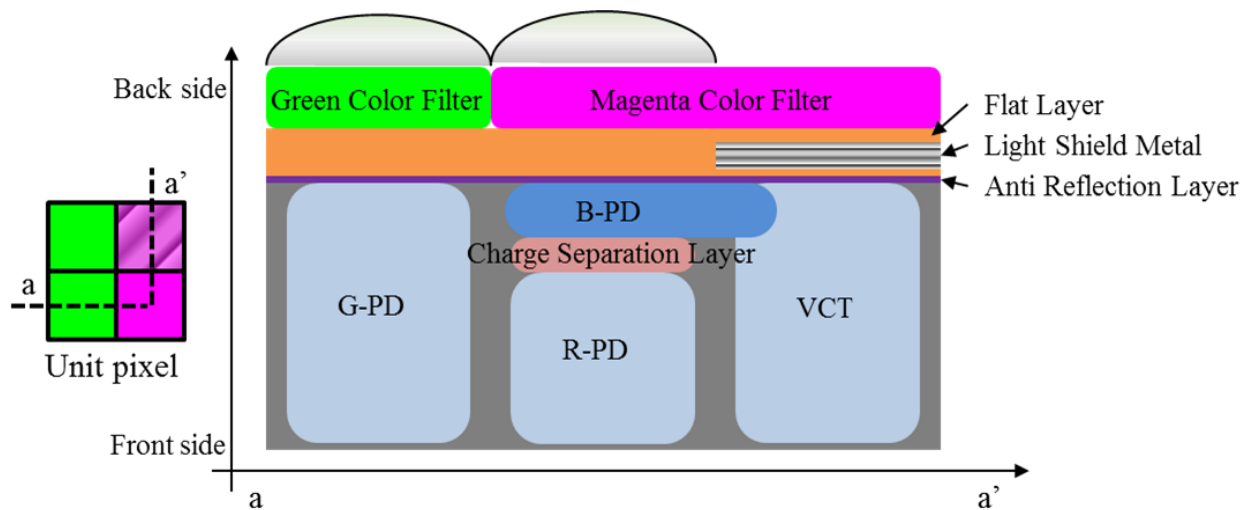 Back side
Green Color Filter
Magenta Color Filter
Flat Layer
Light Shield Metal
Anti Reflection Layer
a’
a
Unit pixel
B-PD
Charge Separation Layer
G-PD
R-PD
VCT
Front side
a
a’